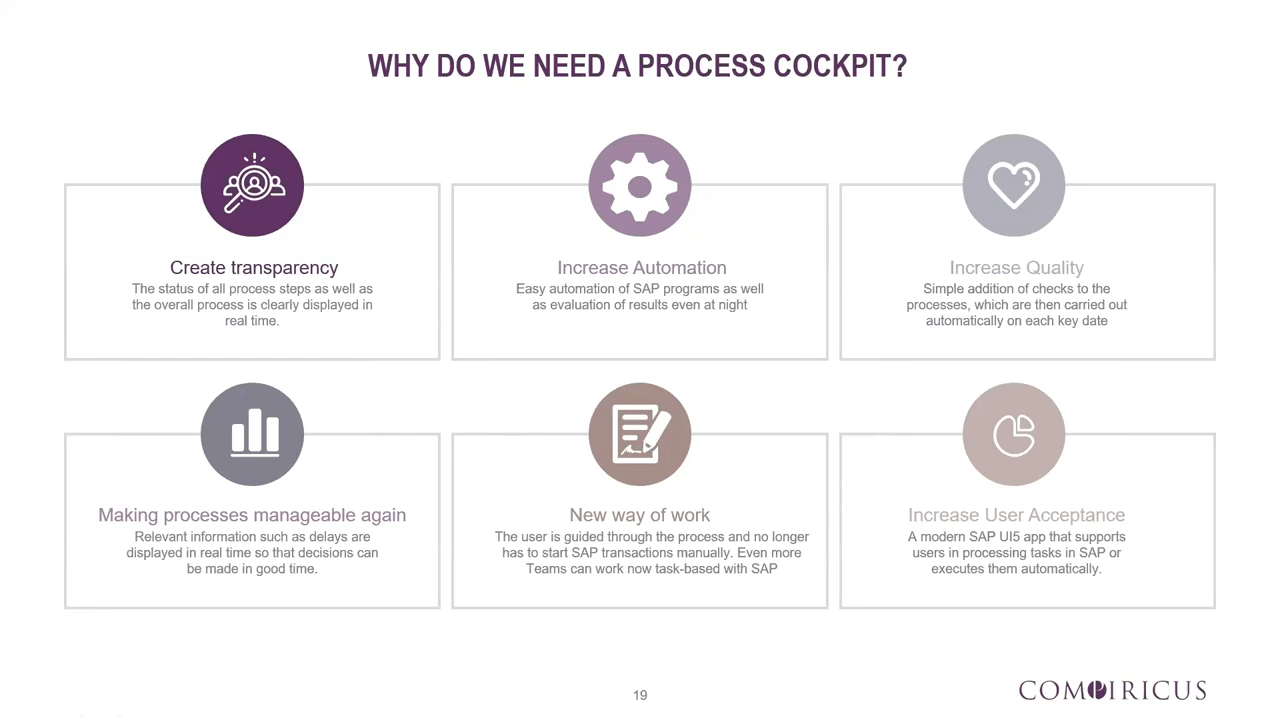 WHY DO WE NEED A PROCESS COCKPIT?
Create transparency
The status of all process steps as well as
the overall process is clearly displayed in
real time.
Increase Automation
Easy automation of SAP programs as well
as evaluation of results even at night
Increase Quality
Simple addition of checks to the
processes, which are then carried out
automatically on each key date
Making processes manageable again
Relevant information such as delays are
displayed in real time so that decisions can
be made in good time.
New way of work
The user is guided through the process and no longer
has to start SAP transactions manually. Even more
Teams can work now task-based with SAP
Increase User Acceptance
A modern SAP UI5 app that supports
users in processing tasks in SAP or
executes them automatically.
19
COMPIRICUS